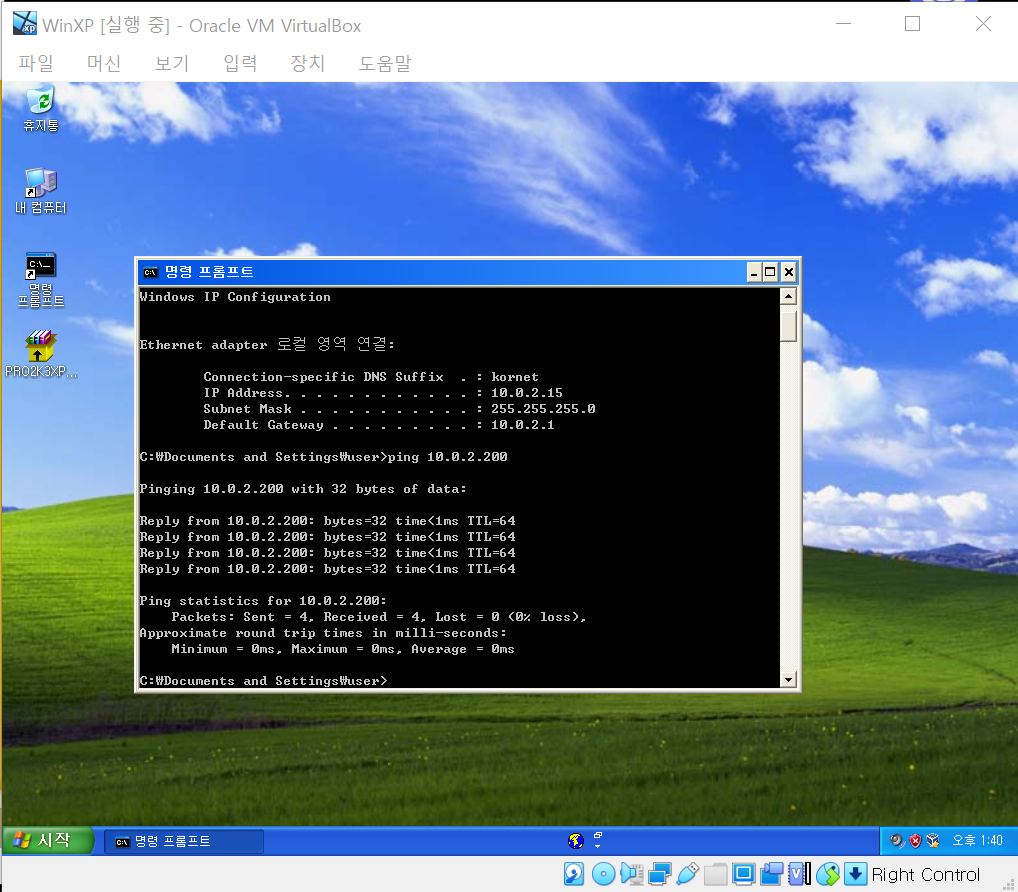 WinXP [실행 중] - Oracle VM VirtualBox
파일 머신 보기 입력 장치 도움말
휴지통
내 컴퓨터
명령
프롬프트
PRO2K3XP...
명령 프롬프트
Windows IP Configuration
Ethernet adapter 로컬 영역 연결:
Connection-specific DNS Suffix  . : kornet
IP Address. . . . . . . . . . . . : 10.0.2.15
Subnet Mask . . . . . . . . . . . : 255.255.255.0
Default Gateway . . . . . . . . . : 10.0.2.1
C:₩Documents and Settings₩user>ping 10.0.2.200
Pinging 10.0.2.200 with 32 bytes of data:
Reply from 10.0.2.200: bytes=32 time<1ms TTL=64
Reply from 10.0.2.200: bytes=32 time<1ms TTL=64
Reply from 10.0.2.200: bytes=32 time<1ms TTL=64
Reply from 10.0.2.200: bytes=32 time<1ms TTL=64
Ping statistics for 10.0.2.200:
Packets: Sent = 4, Received = 4, Lost = 0 (0% loss),
Approximate round trip times in milli-seconds:
Minimum = 0ms, Maximum = 0ms, Average = 0ms
C:₩Documents and Settings₩user>
시작 명령 프롬프트 오후 1:40
Right Control